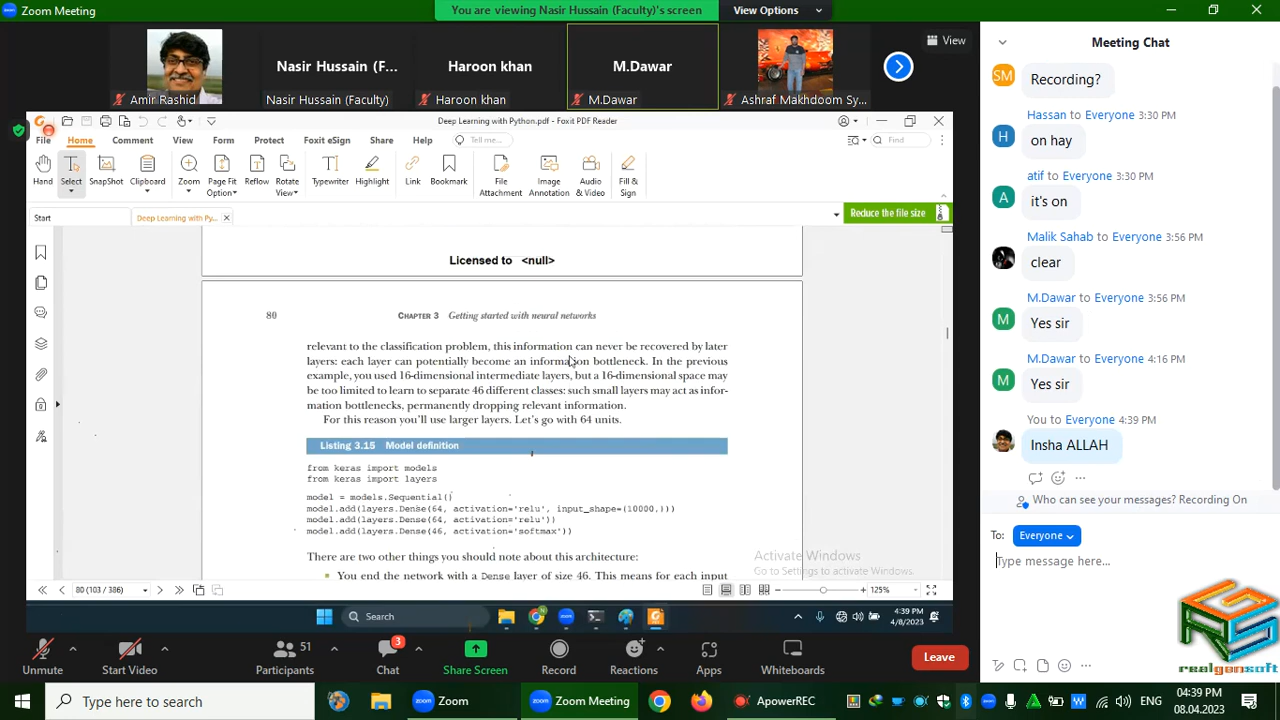 Zoom Meeting
You are viewing Nasir Hussain (Faculty)'s screen
View Options
Amir Rashid
Nasir Hussain (F...
Nasir Hussain (Faculty)
Haroon khan
Haroon khan
M.Dawar
M.Dawar
Ashraf Makhdoom Sy...
View
Deep Learning with Python.pdf - Foxit PDF Reader
File Home Comment View Form Protect Foxit eSign Share Help Tell me... Find
Hand Select SnapShot Clipboard Zoom Page Fit Option Reflow Rotate View Typewriter Highlight Link Bookmark File Attachment Image Annotation Audio & Video Fill & Sign
Start Deep Learning with Py... Reduce the file size
Licensed to <null>
80 CHAPTER 3 Getting started with neural networks
relevant to the classification problem, this information can never be recovered by later
layers: each layer can potentially become an information bottleneck. In the previous
example, you used 16-dimensional intermediate layers, but a 16-dimensional space may
be too limited to learn to separate 46 different classes: such small layers may act as infor-
mation bottlenecks, permanently dropping relevant information.
For this reason you'll use larger layers. Let's go with 64 units.
Listing 3.15 Model definition
from keras import models
from keras import layers
model = models.Sequential()
model.add(layers.Dense(64, activation='relu', input_shape=(10000,)))
model.add(layers.Dense(64, activation='relu'))
model.add(layers.Dense(46, activation='softmax'))
There are two other things you should note about this architecture:
You end the network with a Dense layer of size 46. This means for each input
Activate Windows
Go to Settings to activate Windows.
80 (103 / 386) 125%
Search
4:39 PM
4/8/2023
Unmute Start Video Participants 51 Chat 3 Share Screen Record Reactions Apps Whiteboards Leave
Meeting Chat
SM Recording?
Hassan to Everyone 3:30 PM
H on hay
atif to Everyone 3:30 PM
A it's on
Malik Sahab to Everyone 3:56 PM
clear
M.Dawar to Everyone 3:56 PM
M Yes sir
M.Dawar to Everyone 4:16 PM
M Yes sir
You to Everyone 4:39 PM
Insha ALLAH
Who can see your messages? Recording On
To: Everyone
Type message here...
realgensoft
Type here to search
Zoom
Zoom Meeting
ApowerREC
ENG
04:39 PM
08.04.2023